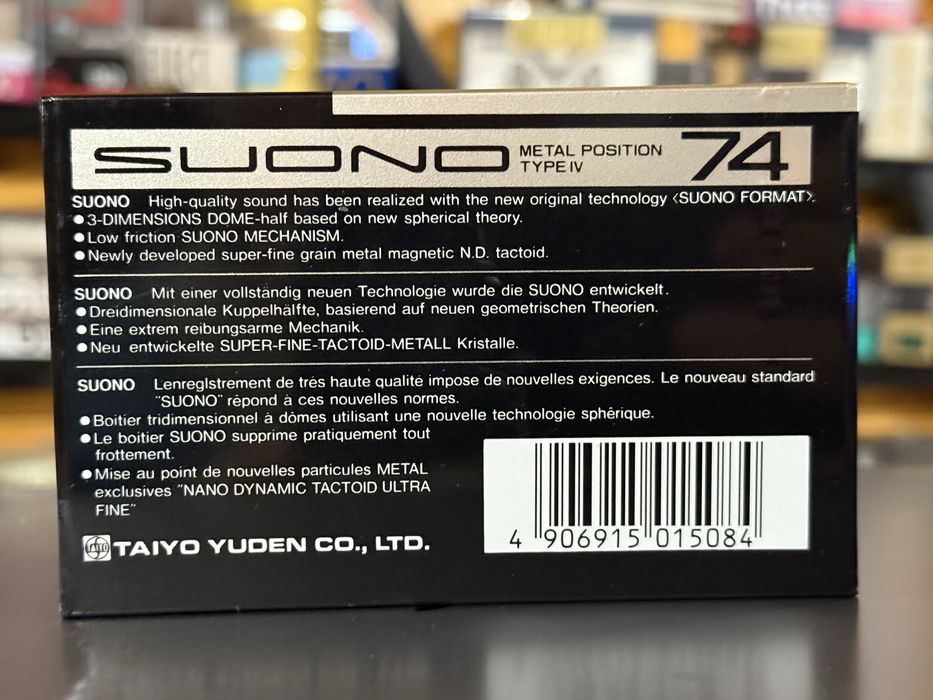 SUONO METAL POSITION TYPE IV 74
SUONO High-quality sound has been realized with the new original technology <SUONO FORMAT>.
●3-DIMENSIONS DOME-half based on new spherical theory.
●Low friction SUONO MECHANISM.
●Newly developed super-fine grain metal magnetic N.D. tactoid.
SUONO Mit einer vollständig neuen Technologie wurde die SUONO entwickelt.
●Dreidimensionale Kuppelhälfte, basierend auf neuen geometrischen Theorien.
●Eine extrem reibungsarme Mechanik.
●Neu entwickelte SUPER-FINE-TACTOID-METALL Kristalle.
SUONO Lenreglstrement de trés haute qualité impose de nouvelles exigences. Le nouveau standard
"SUONO" répond à ces nouvelles normes.
●Boitier tridimensionnel à dômes utilisant une nouvelle technologie sphérique.
●Le boitier SUONO supprime pratiquement tout
frottement.
●Mise au point de nouvelles particules METAL
exclusives "NANO DYNAMIC TACTOID ULTRA
FINE"
TAIYO TAIYO YUDEN CO., LTD.
4 906915 015084